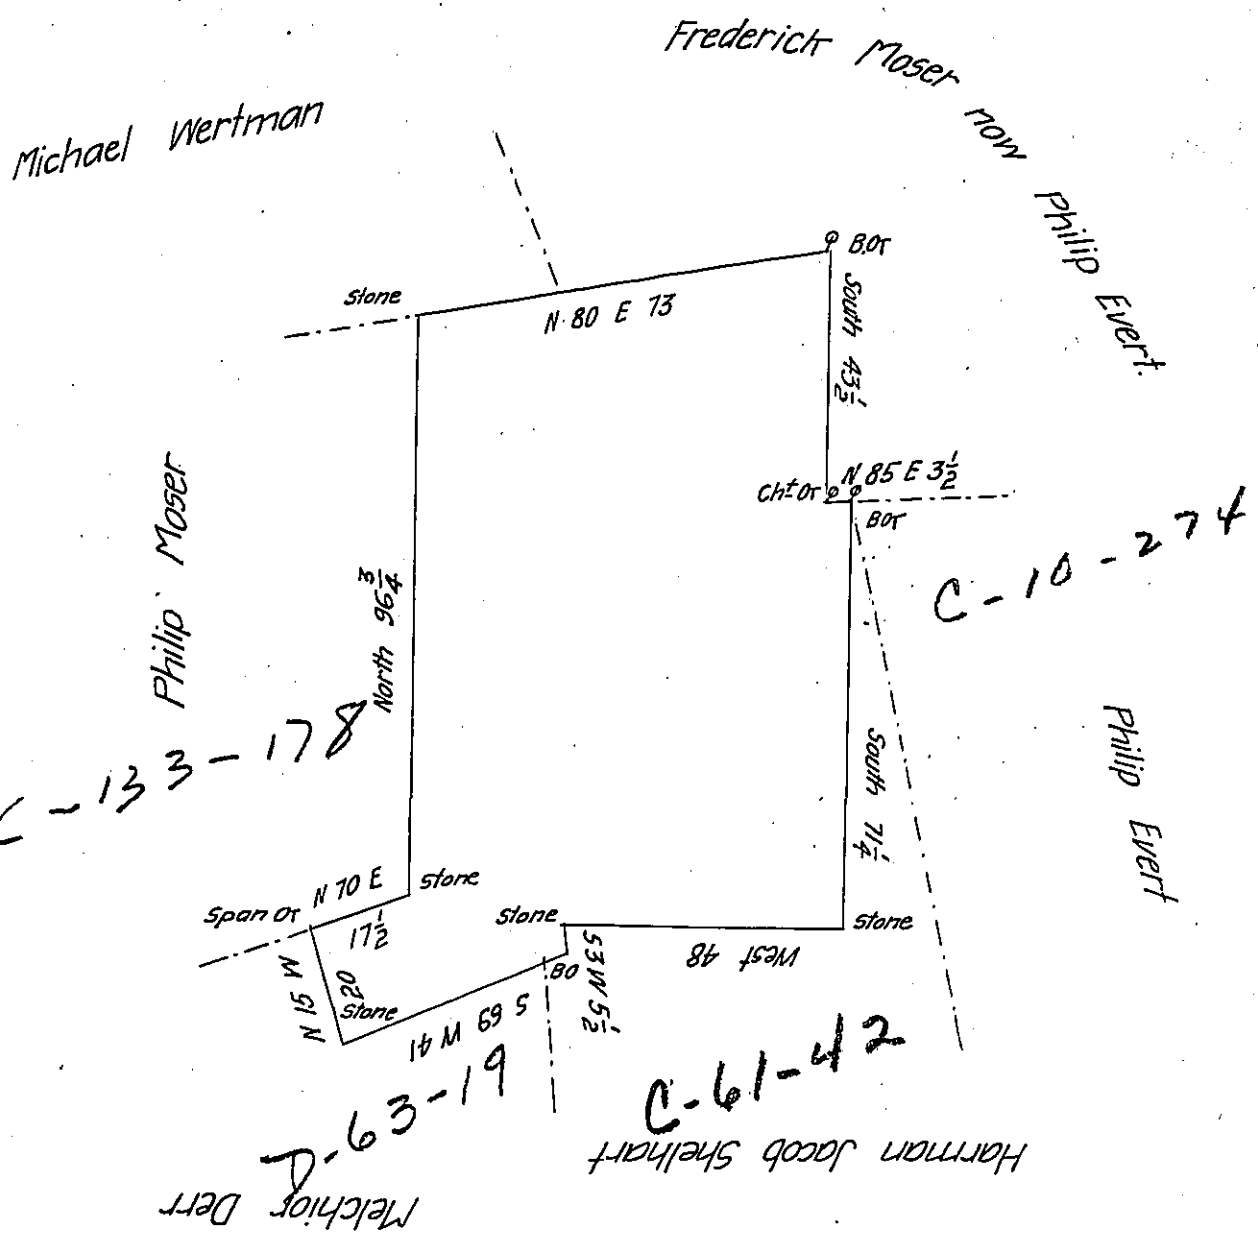 Frederick Moser now Philip Evert.
Michael Wertman
B.Or
Stone
N. 80 E 73
South 43½
Ch⁠t Or
N 85 E 3½
B Or
C-10-274
Philip Moser
North 96¾
C-133-178
South 71¼
Philip Evert
N 70 E
17½
Stone
Span Or
Stone
Stone
West 48
BO
S 3 W 5½
N 15 W
20
Stone
S 69 W 41
D-63-19
C-61-42
Harman Jacob Shelhart
Melchior Derr